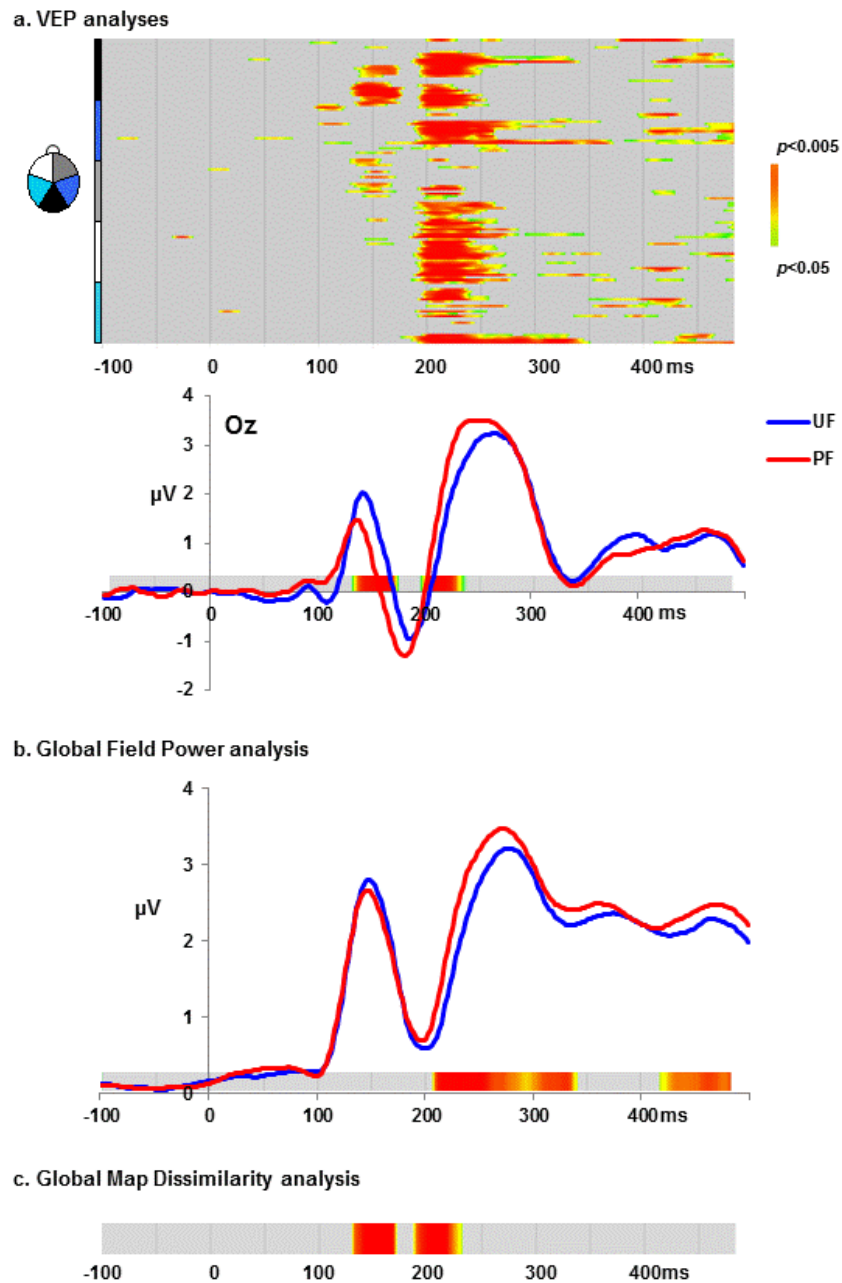 a. VEP analyses
p<0.005
p<0.05
-100 0 100 200 300 400 ms
4
Oz
UF
3
PF
µV 2
1
0
-100 0 100 200 300 400 ms
-1
-2
b. Global Field Power analysis
4
3
µV
2
1
0
-100 0 100 200 300 400 ms
c. Global Map Dissimilarity analysis
-100 0 100 200 300 400ms